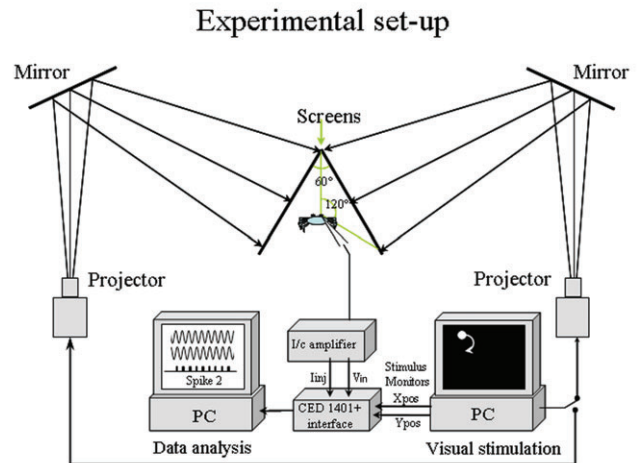 Experimental set-up
Mirror
Mirror
Screens
60°
120°
Projector
Projector
I/c amplifier
Iinj
Vin
Stimulus
Monitors
Xpos
Ypos
Spike 2
PC
CED 1401+
interface
PC
Data analysis
Visual stimulation